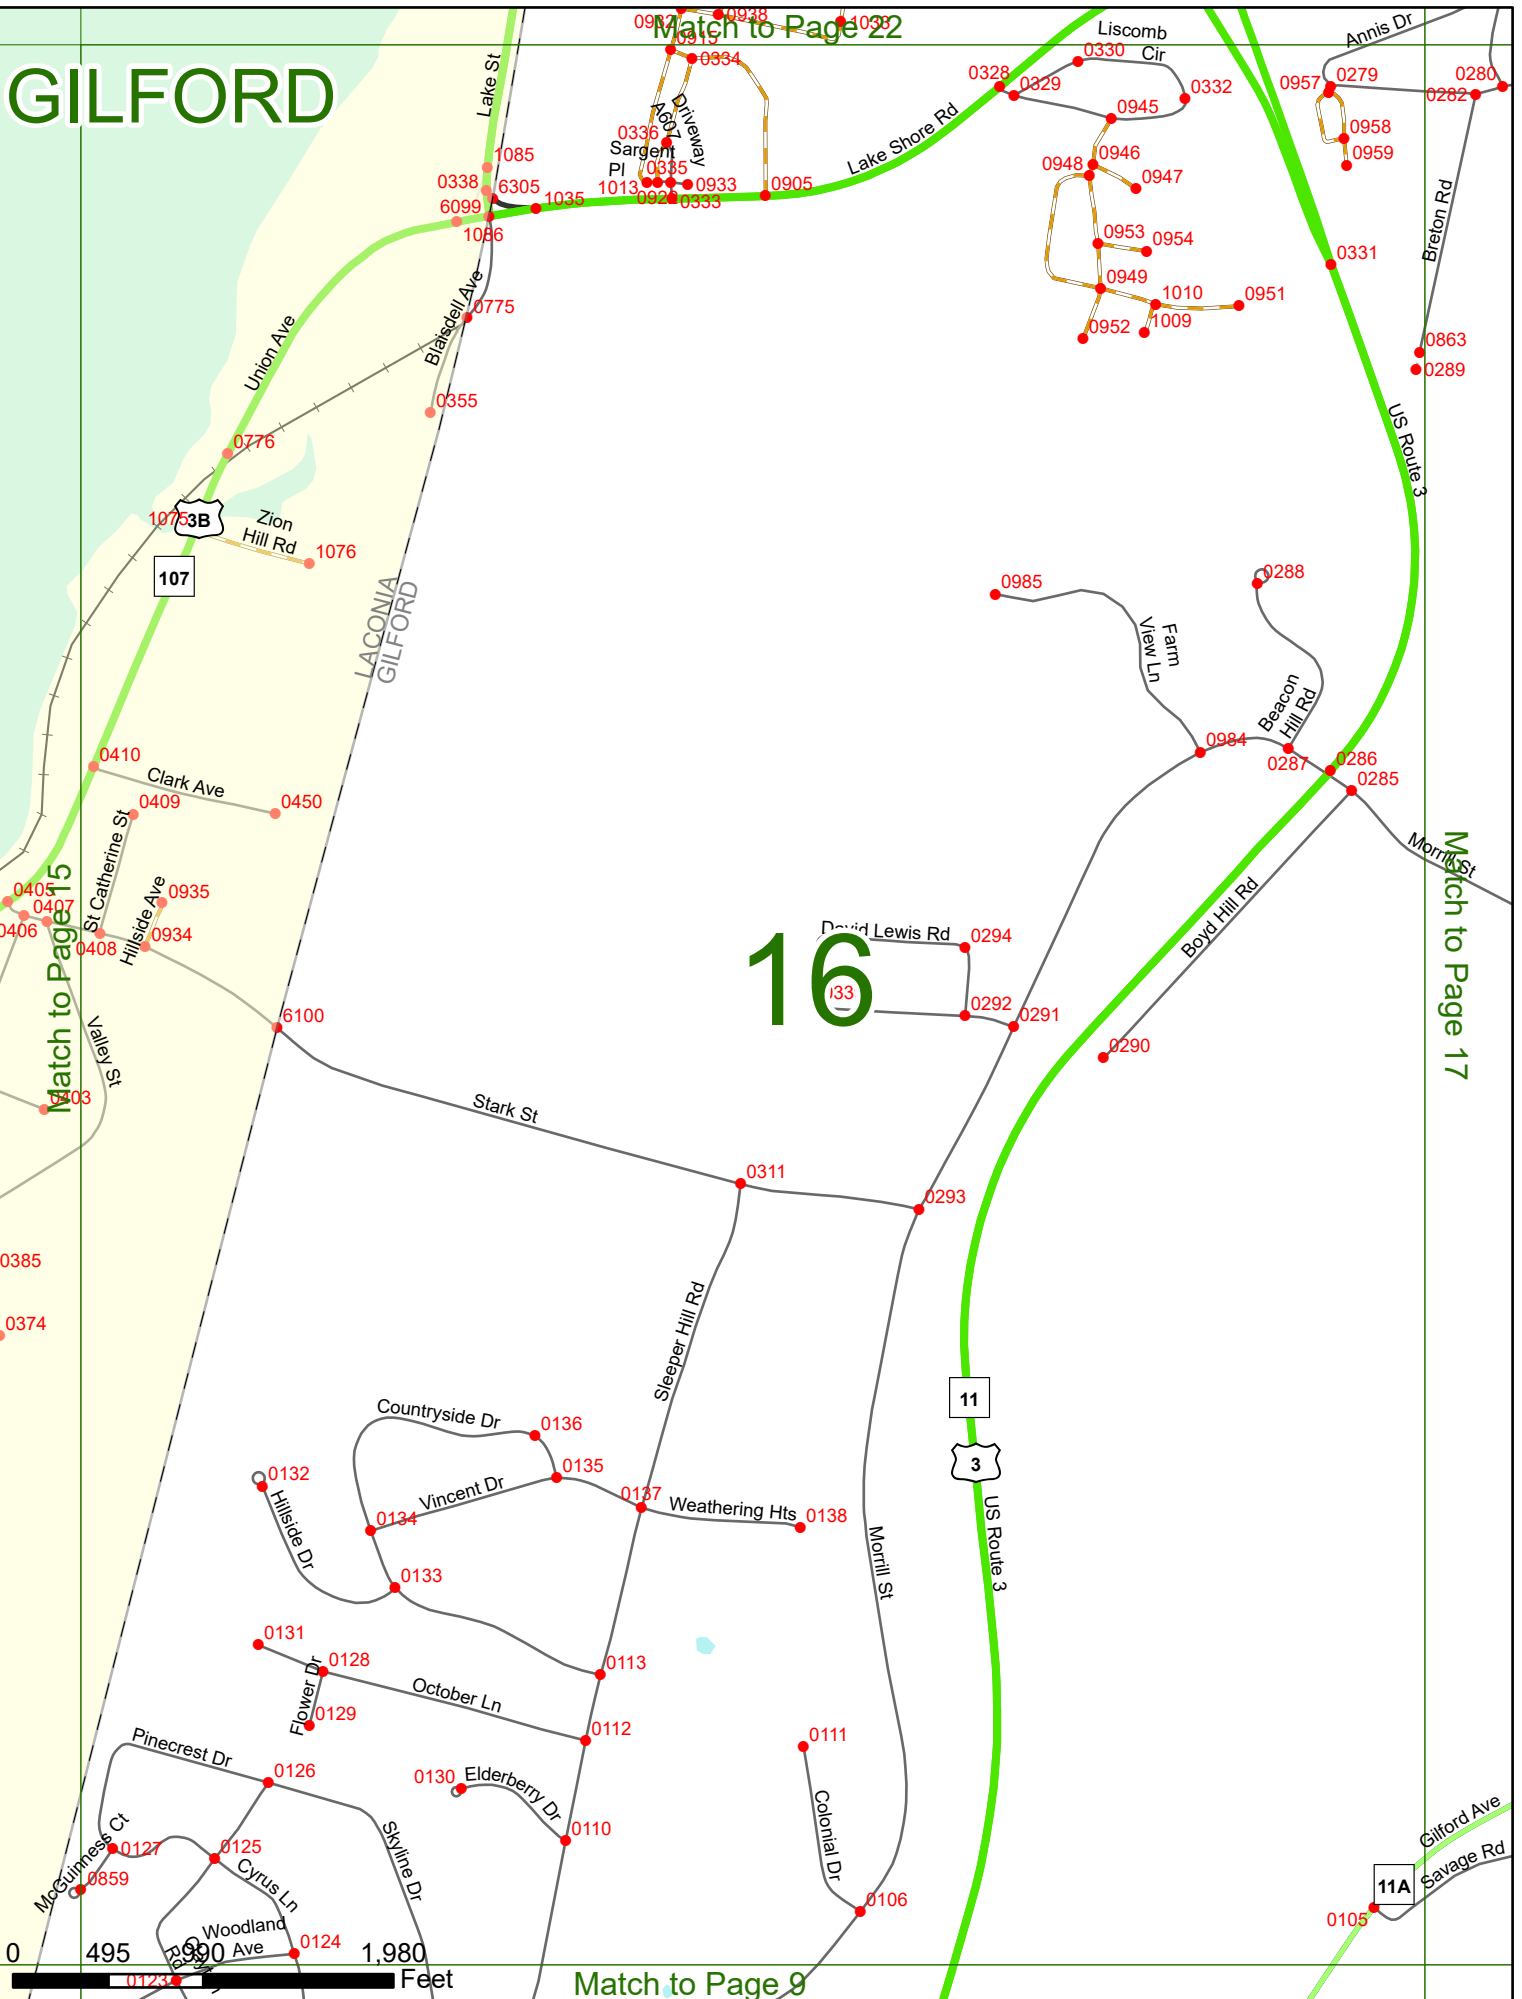 0932
0938
1033
Match to Page 22
0915
0334
Liscomb
Cir
0330
Annis Dr
GILFORD
Lake St
0328
0329
0332
0945
0957
0279
0280
0282
0958
0959
A607
Driveway
0336
Sargent
Pl
0335
1013
0933
0333
0905
Lake Shore Rd
0946
0948
0947
1085
0338
6305
6099
1035
1086
0953
0954
0331
Breton Rd
0949
1010
0951
0952
1009
0775
Blaisdell Ave
Union Ave
0863
0289
0355
US Route 3
0776
1075
3B
Zion
Hill Rd
1076
107
LACONIA
GILFORD
0985
0288
Farm
View Ln
Beacon
Hill Rd
0984
0287
0286
0285
0410
Clark Ave
0409
0450
St Catherine St
Morrill St
Match to Page 15
Match to Page 17
0405
0407
0406
0408
0935
0934
Hillside Ave
Boyd Hill Rd
David Lewis Rd
0294
16
033
0292
0291
0290
6100
Valley St
0403
Stark St
0311
0293
0385
0374
Sleeper Hill Rd
11
3
US Route 3
Countryside Dr
0136
0135
0132
Hillside Dr
Vincent Dr
0134
0137
Weathering Hts
0138
Morrill St
0133
0131
0128
0113
Flower Dr
0129
October Ln
0112
0111
Pinecrest Dr
0126
0130
Elderberry Dr
0110
Colonial Dr
McGuinness Ct
0127
0125
0859
Cyrus Ln
Skyline Dr
0106
Gilford Ave
Savage Rd
11A
0105
Woodland
Ave
0124
Rd
0123
0 495 990 1,980
Feet
Match to Page 9